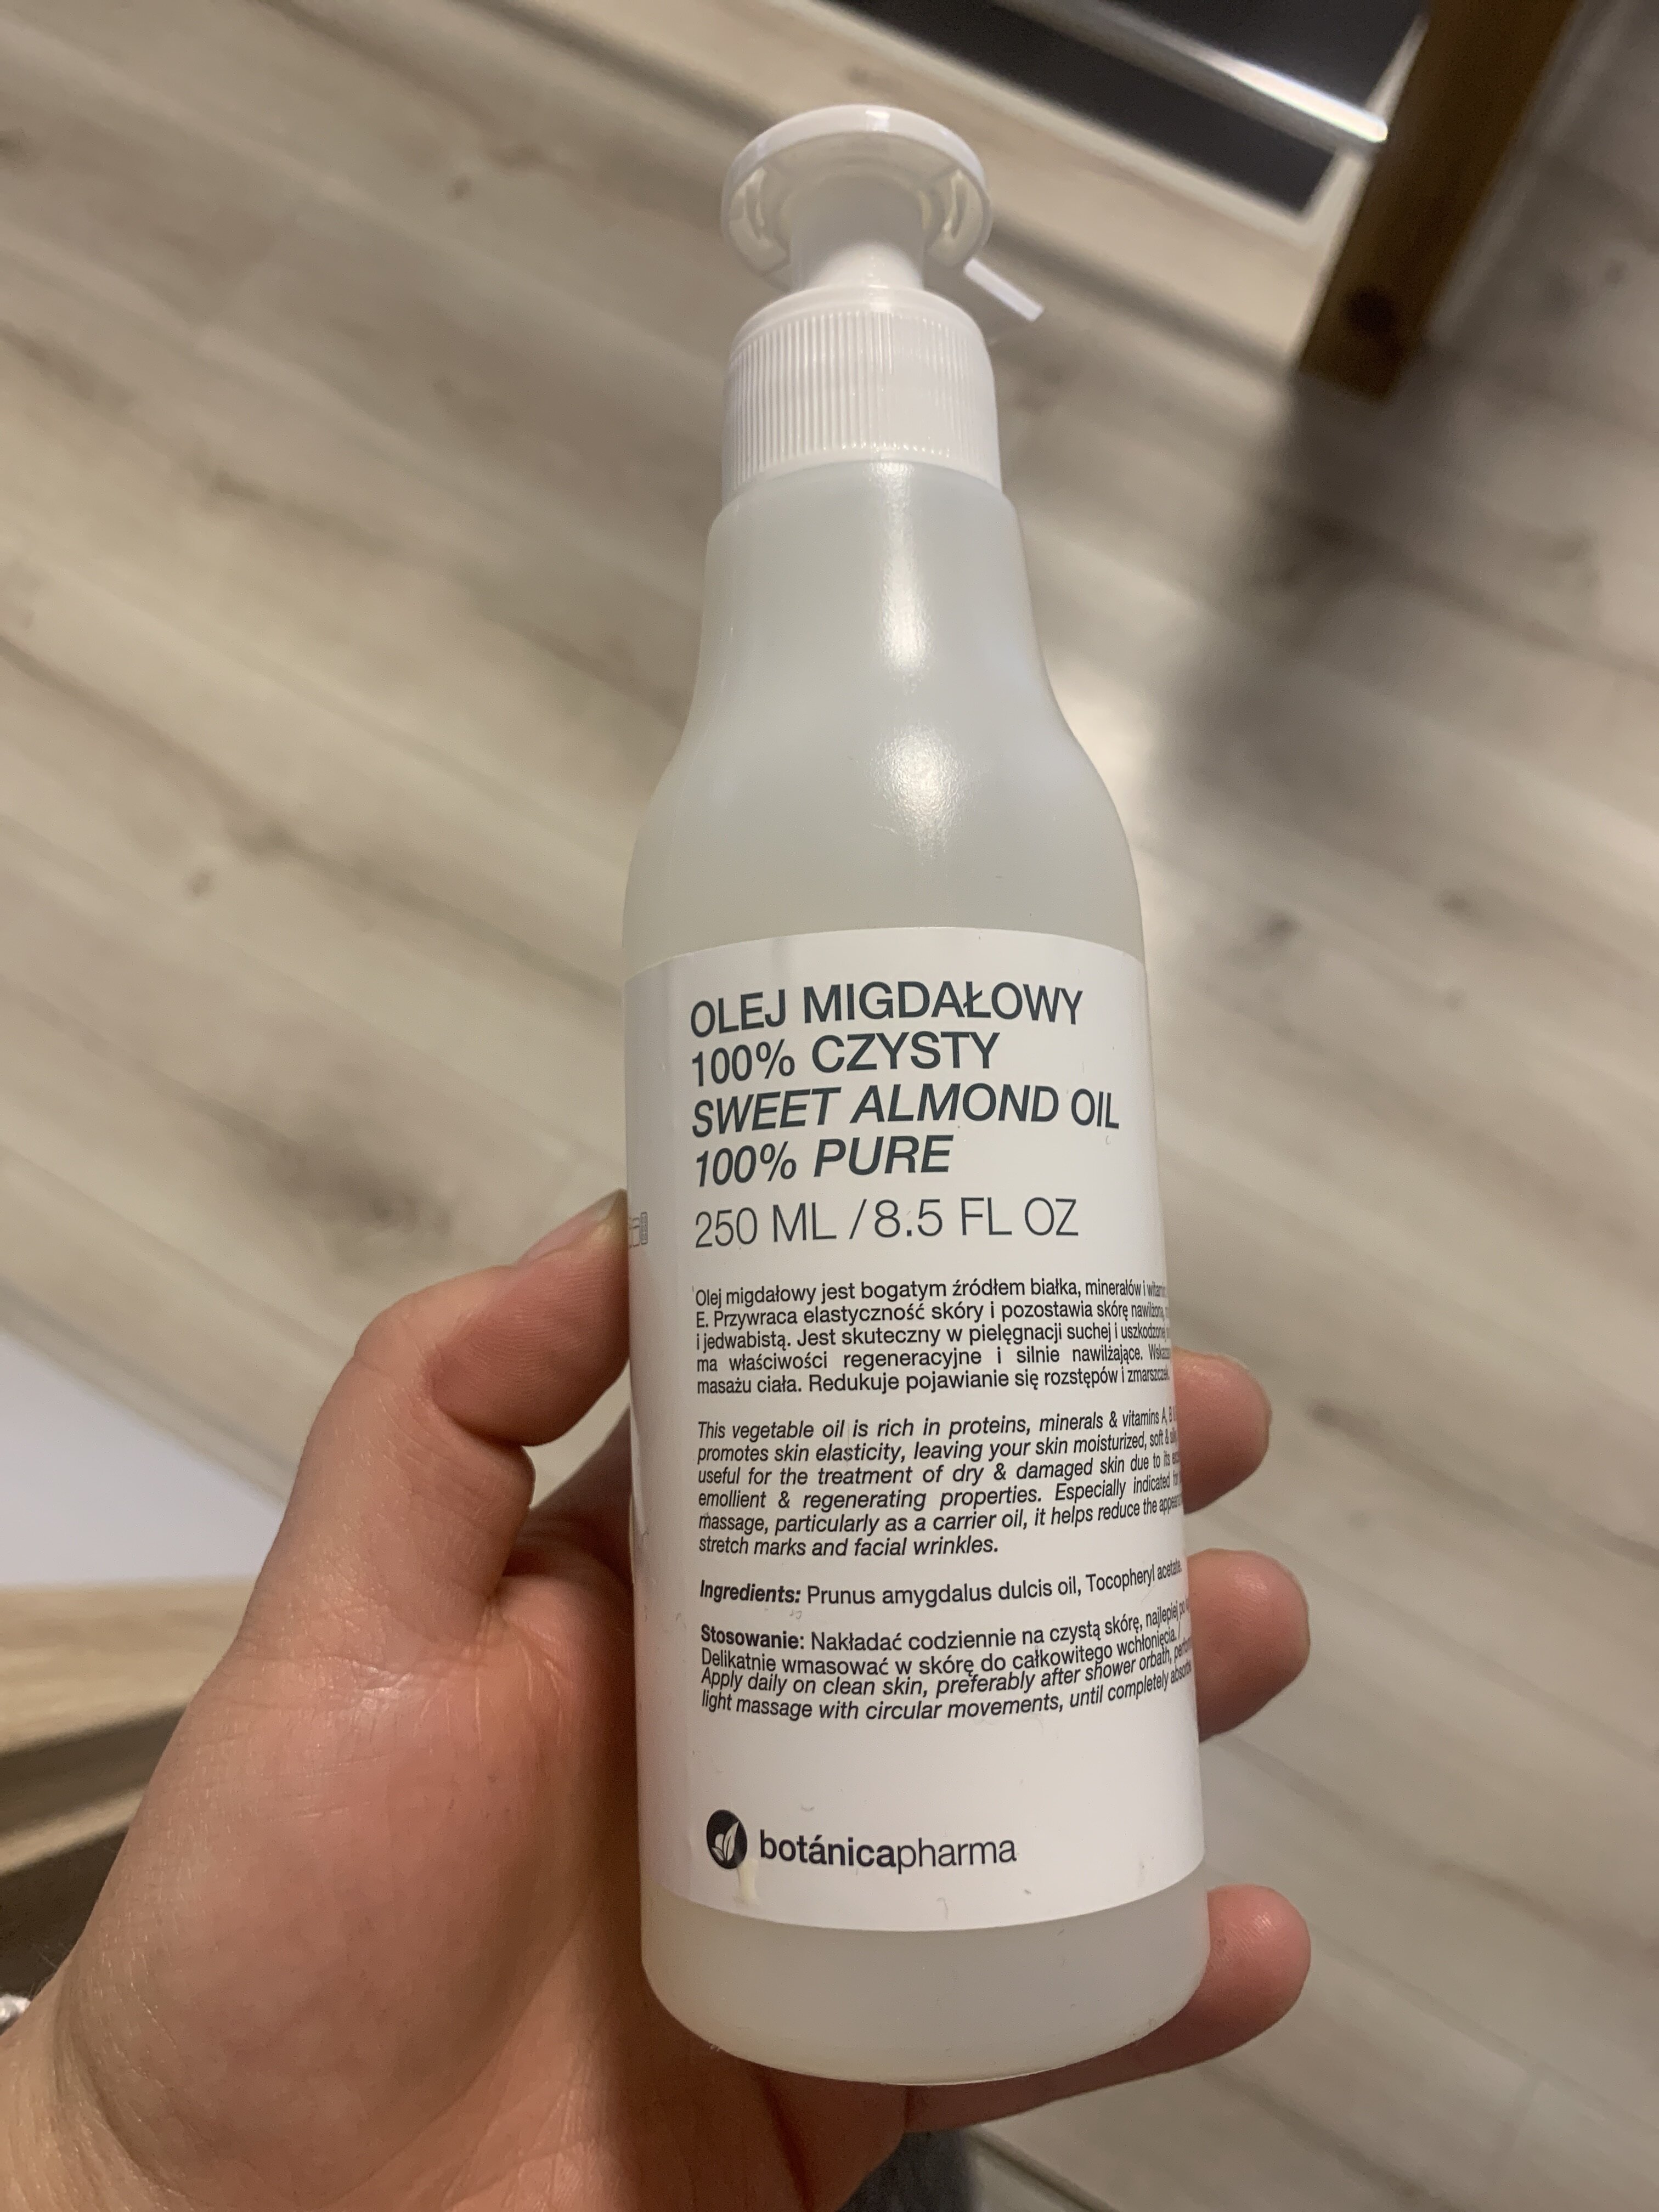 OLEJ MIGDAŁOWY
100% CZYSTY
SWEET ALMOND OIL
100% PURE
250 ML / 8.5 FL OZ
Olej migdałowy jest bogatym źródłem białka, minerałów i
E. Przywraca elastyczność skóry i pozostawia skórę
i jedwabistą. Jest skuteczny w pielęgnacji suchej i
ma właściwości regeneracyjne i silnie nawilżające.
masażu ciała. Redukuje pojawianie się rozstępów i zmarszczek.
This vegetable oil is rich in proteins, minerals & vitamins A, B
promotes skin elasticity, leaving your skin moisturized, soft &
useful for the treatment of dry & damaged skin due to its
emollient & regenerating properties. Especially indicated
massage, particularly as a carrier oil, it helps reduce the
stretch marks and facial wrinkles.
Ingredients: Prunus amygdalus dulcis oil, Tocopheryl acetate.
Stosowanie: Nakładać codziennie na czystą skórę, najlepiej po
Delikatnie wmasować w skórę do całkowitego wchłonięcia. /
Apply daily on clean skin, preferably after shower orbath,
light massage with circular movements, until completely
botánicapharma